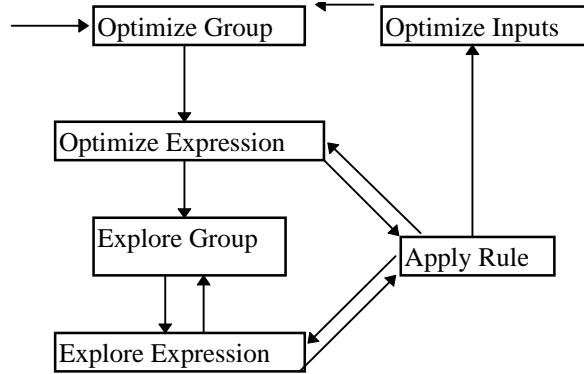 Optimize Group
Optimize Inputs
Optimize Expression
Explore Group
Apply Rule
Explore Expression